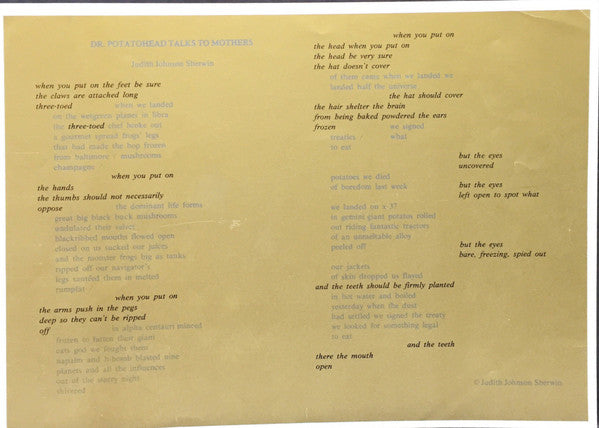 DR. POTATOHEAD TALKS TO MOTHERS
Judith Johnson Sherwin
when you put on the feet be sure
the claws are attached long
three-toed when we landed
on the wetgreen planet in libra
the three-toed chef broke out
a gourmet spread frogs' legs
that had made the hop frozen
from baltimore / mushrooms
champagne
when you put on
the hands
the thumbs should not necessarily
oppose the dominant life forms
great big black buck mushrooms
undulated their
blackribbed mouths flowed open
closed on us sucked our juices
and the monster frogs big as tanks
ripped off our navigator's
legs them in melted
when you put on
the arms push in the pegs
deep so they can't be ripped
off in alpha centauri minced
frozen to fatten their giant
cats god we fought them
napalm and h-bomb blasted nine
planets and all the influences
out of the starry night
shivered
when you put on
the head when you put on
the head be very sure
the hat doesn't cover
of them came when we landed we
landed half the universe
the hat should cover
the hair shelter the brain
from being baked powdered the ears
frozen we signed
treaties / what
to eat
but the eyes
uncovered
potatoes we died
of boredom last week but the eyes
left open to spot what
we landed on x 37
in gemini giant potatoes rolled
out riding fantastic tractors
of an unmeltable alloy
peeled off but the eyes
bare, freezing, spied out
our jackets
of skin dropped us flayed
and the teeth should be firmly planted
in hot water and boiled
yesterday when the dust
had settled we signed the treaty
we looked for something legal
to eat
and the teeth
there the mouth
open
© Judith Johnson Sherwin